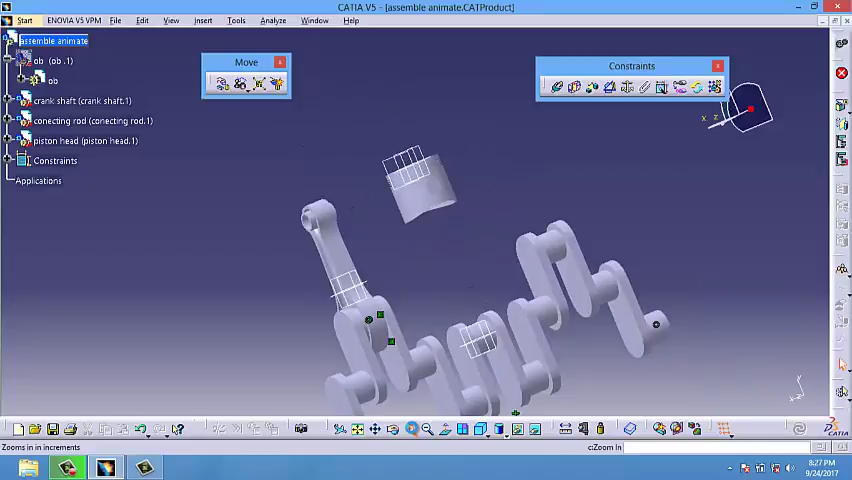 CATIA V5 - [assemble animate.CATProduct]
Start
ENOVIA V5 VPM
File
Edit
View
Insert
Tools
Analyze
Window
Help
assemble animate
ob (ob .1)
ob
crank shaft (crank shaft.1)
conecting rod (conecting rod.1)
piston head (piston head.1)
Constraints
Applications
Move
Constraints
x
z
y
x
z
Zooms in in increments
c:Zoom In
CATIA
8:27 PM
9/24/2017